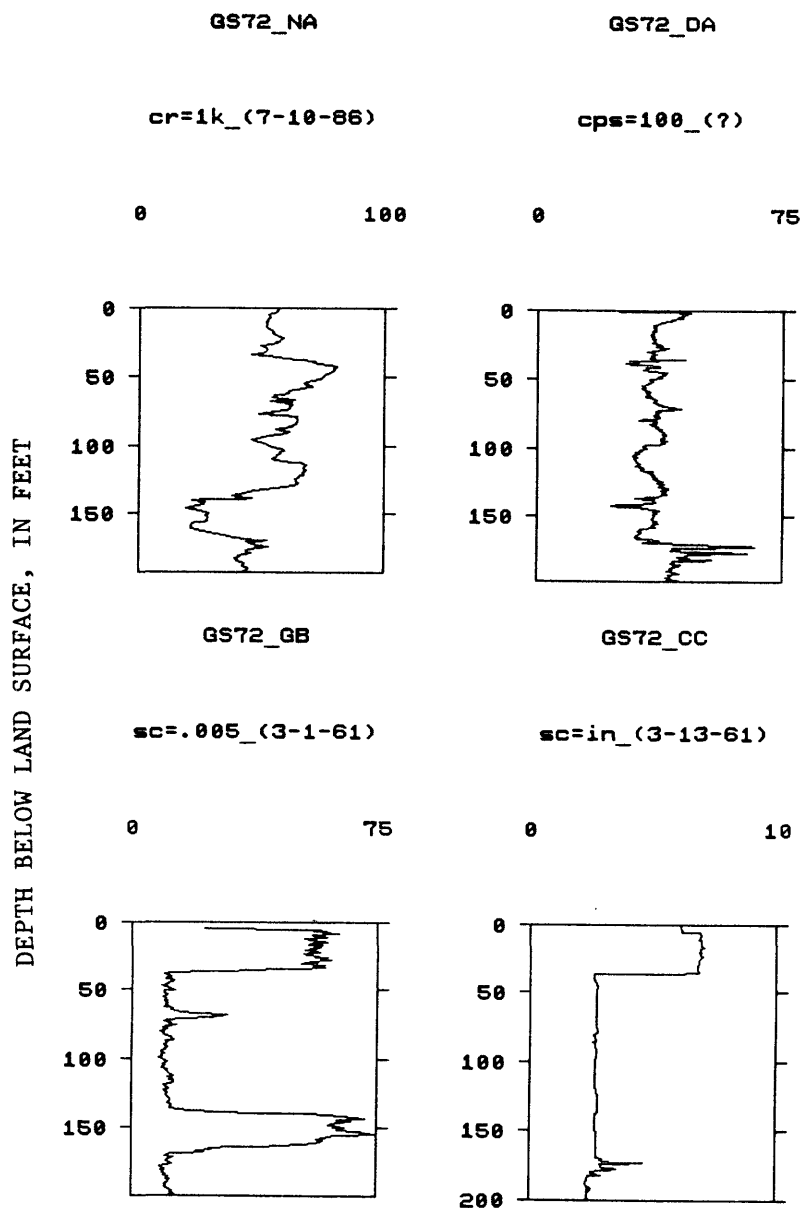 GS72_NA
cr=1k_(7-10-86)
0 100
0
50
100
150
GS72_DA
cps=100_(?)
0 75
0
50
100
150
GS72_GB
sc=.005_(3-1-61)
0 75
0
50
100
150
GS72_CC
sc=in_(3-13-61)
0 10
0
50
100
150
200
DEPTH BELOW LAND SURFACE, IN FEET